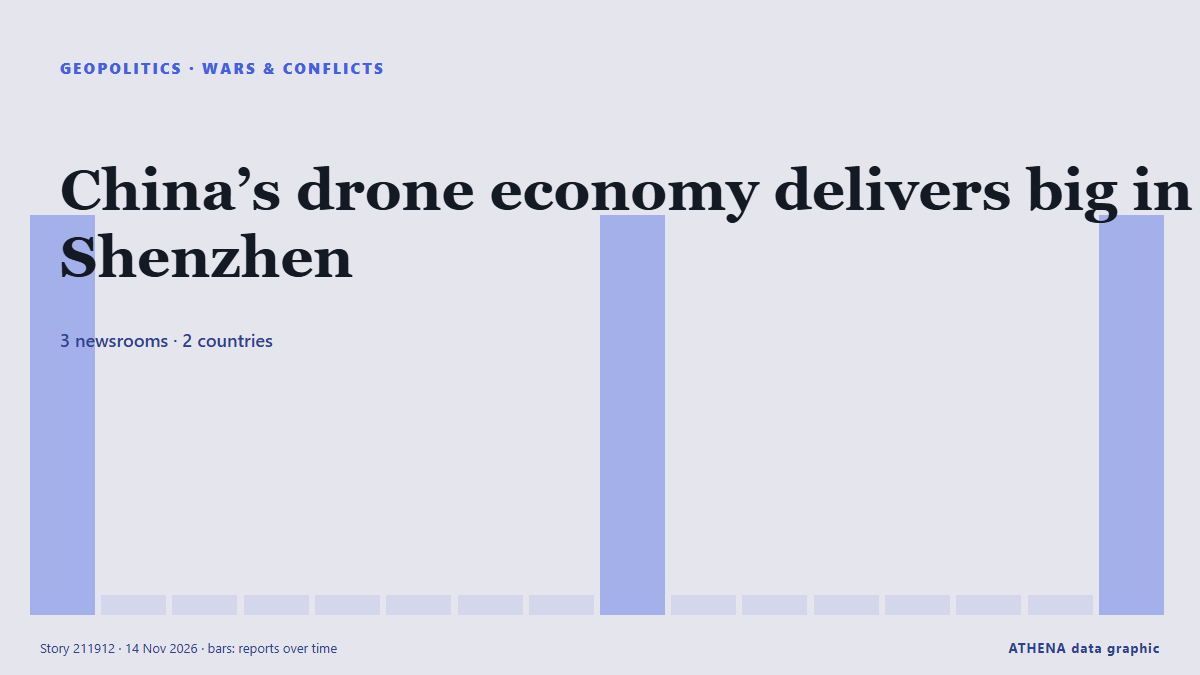 GEOPOLITICS · WARS & CONFLICTS
China’s drone economy delivers big in
Shenzhen
3 newsrooms · 2 countries
Story 211912 · 14 Nov 2026 · bars: reports over time
ATHENA data graphic